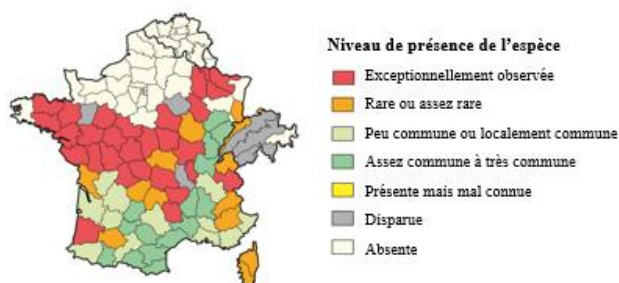 Niveau de présence de l'espèce
Exceptionnellement observée
Rare ou assez rare
Peu commune ou localement commune
Assez commune à très commune
Présente mais mal connue
Disparue
Absente